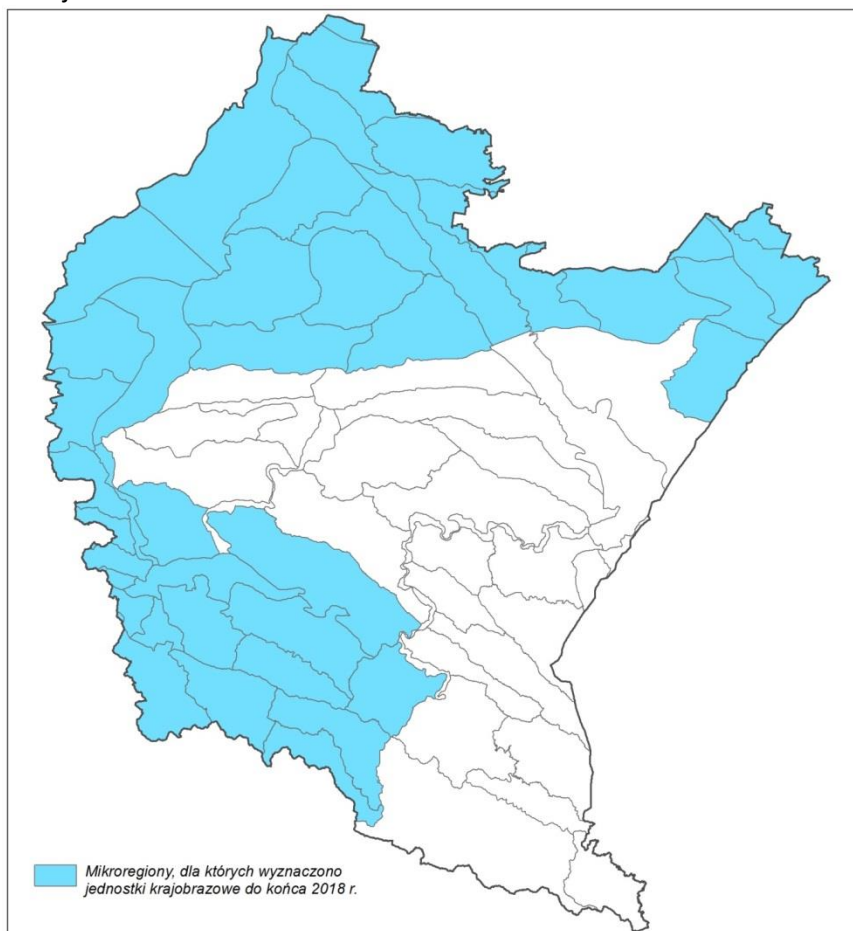 Mikroregiony, dla których wyznaczono
jednostki krajobrazowe do końca 2018 r.